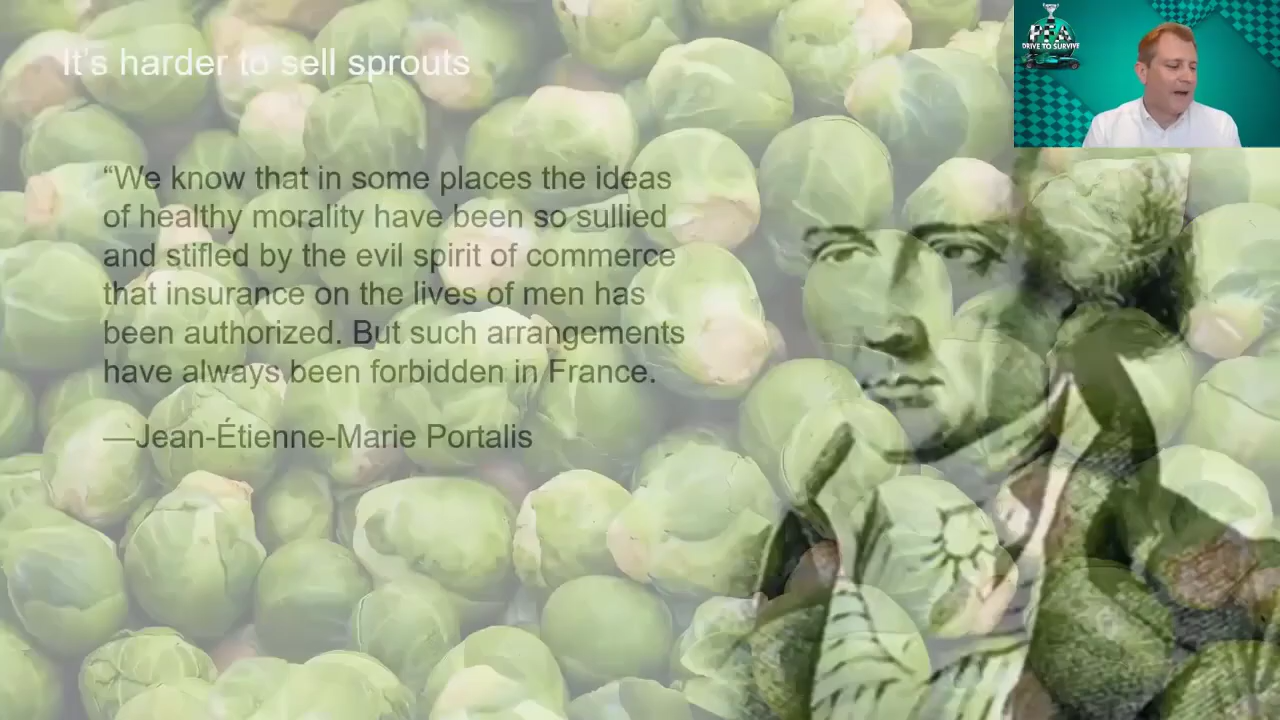 It's harder to sell sprouts
PFA
DRIVE TO SURVIVE
“We know that in some places the ideas
of healthy morality have been so sullied
and stifled by the evil spirit of commerce
that insurance on the lives of men has
been authorized. But such arrangements
have always been forbidden in France.
—Jean-Étienne-Marie Portalis